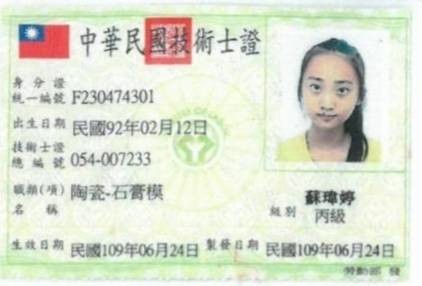 中華民國技術士證
身分證
統一編號 F230474301
出生日期 民國92年02月12日
技術士證
總編號 054-007233
職類(項) 陶瓷-石膏模
名稱
蘇瑋婷
級別 丙級
生效日期 民國109年06月24日 製發日期 民國109年06月24日
勞動部 發